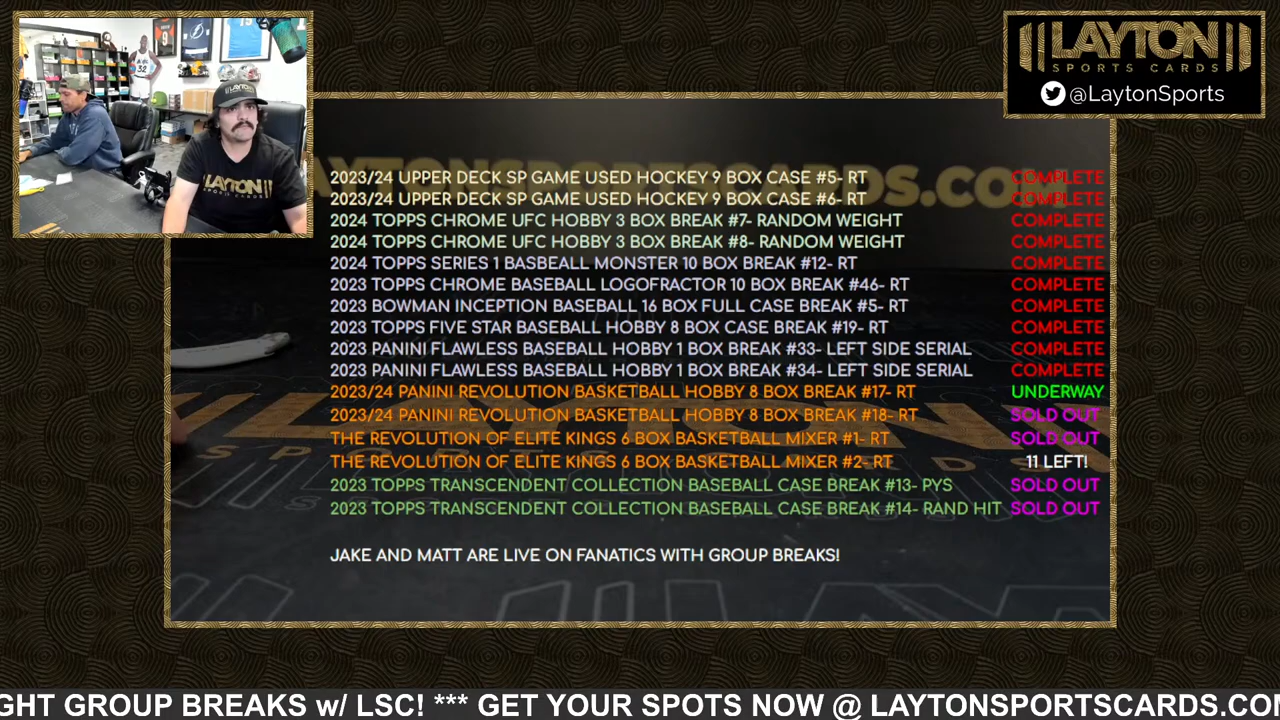 LAYTON
SPORTS CARDS
@LaytonSports
LAYTONSPORTSCARDS.COM
2023/24 UPPER DECK SP GAME USED HOCKEY 9 BOX CASE #5- RT COMPLETE
2023/24 UPPER DECK SP GAME USED HOCKEY 9 BOX CASE #6- RT COMPLETE
2024 TOPPS CHROME UFC HOBBY 3 BOX BREAK #7- RANDOM WEIGHT COMPLETE
2024 TOPPS CHROME UFC HOBBY 3 BOX BREAK #8- RANDOM WEIGHT COMPLETE
2024 TOPPS SERIES 1 BASBEALL MONSTER 10 BOX BREAK #12- RT COMPLETE
2023 TOPPS CHROME BASEBALL LOGOFRACTOR 10 BOX BREAK #46- RT COMPLETE
2023 BOWMAN INCEPTION BASEBALL 16 BOX FULL CASE BREAK #5- RT COMPLETE
2023 TOPPS FIVE STAR BASEBALL HOBBY 8 BOX CASE BREAK #19- RT COMPLETE
2023 PANINI FLAWLESS BASEBALL HOBBY 1 BOX BREAK #33- LEFT SIDE SERIAL COMPLETE
2023 PANINI FLAWLESS BASEBALL HOBBY 1 BOX BREAK #34- LEFT SIDE SERIAL COMPLETE
2023/24 PANINI REVOLUTION BASKETBALL HOBBY 8 BOX BREAK #17- RT UNDERWAY
2023/24 PANINI REVOLUTION BASKETBALL HOBBY 8 BOX BREAK #18- RT SOLD OUT
THE REVOLUTION OF ELITE KINGS 6 BOX BASKETBALL MIXER #1- RT SOLD OUT
THE REVOLUTION OF ELITE KINGS 6 BOX BASKETBALL MIXER #2- RT 11 LEFT!
2023 TOPPS TRANSCENDENT COLLECTION BASEBALL CASE BREAK #13- PYS SOLD OUT
2023 TOPPS TRANSCENDENT COLLECTION BASEBALL CASE BREAK #14- RAND HIT SOLD OUT
JAKE AND MATT ARE LIVE ON FANATICS WITH GROUP BREAKS!
GHT GROUP BREAKS w/ LSC! *** GET YOUR SPOTS NOW @ LAYTONSPORTSCARDS.CO